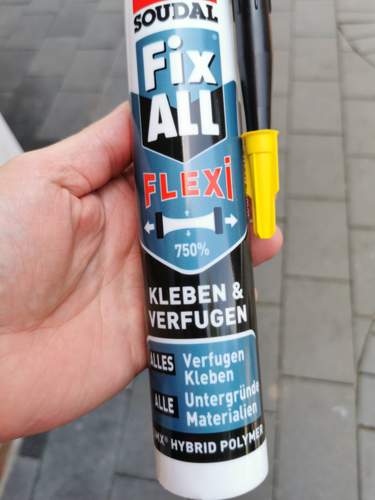 SOUDAL
Fix
ALL
FLEXi
750%
KLEBEN &
VERFUGEN
ALLES Verfugen
Kleben
ALLE Untergründe
Materialien
HYBRID POLYMER